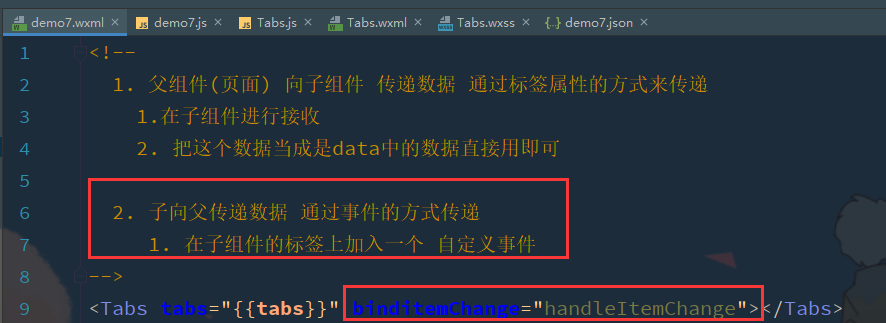 demo7.wxml × demo7.js × Tabs.js × Tabs.wxml × Tabs.wxss × demo7.json ×
1 <!--
2 1. 父组件(页面) 向子组件 传递数据 通过标签属性的方式来传递
3 1.在子组件进行接收
4 2. 把这个数据当成是data中的数据直接用即可
5
6 2. 子向父传递数据 通过事件的方式传递
7 1. 在子组件的标签上加入一个 自定义事件
8 -->
9 <Tabs tabs="{{tabs}}" binditemChange="handleItemChange"></Tabs>